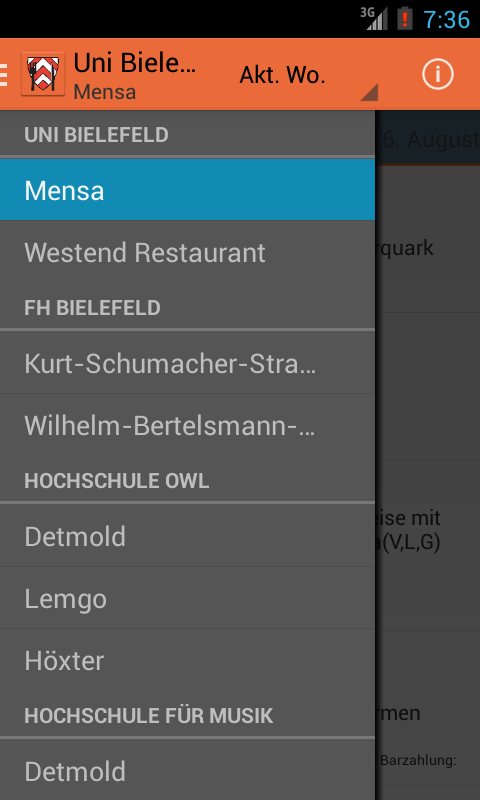 3G
7:36
Uni Biele...
Mensa
Akt. Wo.
UNI BIELEFELD
Mensa
Westend Restaurant
FH BIELEFELD
Kurt-Schumacher-Stra...
Wilhelm-Bertelsmann-...
HOCHSCHULE OWL
Detmold
Lemgo
Höxter
HOCHSCHULE FÜR MUSIK
Detmold
6. August
rquark
eise mit
a(V,L,G)
rmen
Barzahlung: